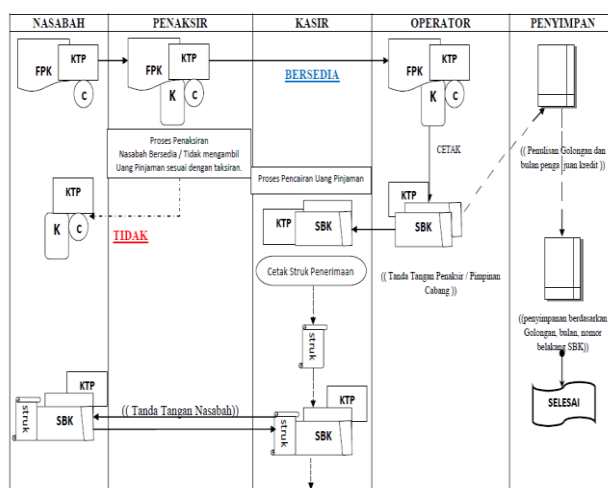 NASABAH PENAKSIR KASIR OPERATOR PENYIMPAN
FPK KTP C
FPK KTP K C
BERSEDIA
FPK KTP K C
CETAK
(( Penulisan Golongan dan
bulan penga juan kredit ))
Proses Penaksiran
Nasabah Bersedia / Tidak mengambil
Uang Pinjaman sesuai dengan taksiran.
Proses Pencairan Uang Pinjaman
KTP
K C
TIDAK
KTP SBK
KTP
SBK
Cetak Struk Penerimaan
(( Tanda Tangan Penaksir / Pimpinan
Cabang ))
((penyimpanan berdasarkan
Golongan, bulan, nomor
belakang SBK))
struk
SELESAI
KTP
struk SBK
(( Tanda Tangan Nasabah))
KTP
struk SBK